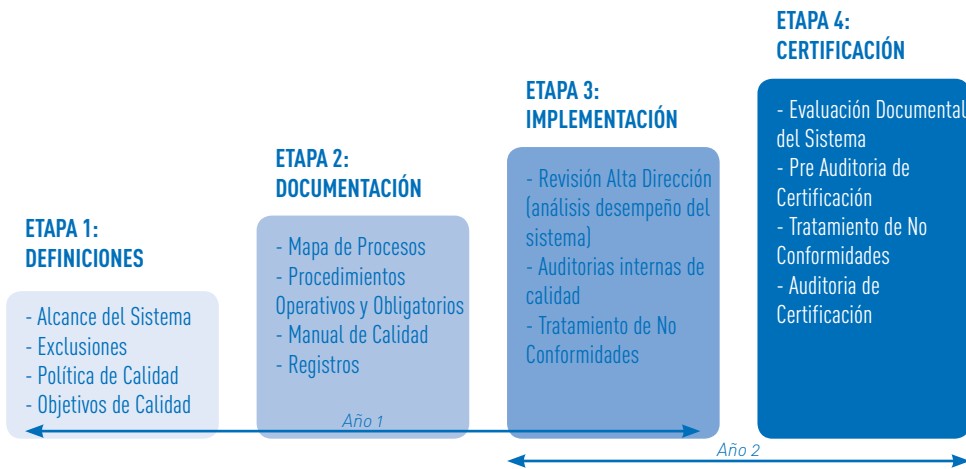 ETAPA 1:
DEFINICIONES
- Alcance del Sistema
- Exclusiones
- Política de Calidad
- Objetivos de Calidad
ETAPA 2:
DOCUMENTACIÓN
- Mapa de Procesos
- Procedimientos
Operativos y Obligatorios
- Manual de Calidad
- Registros
ETAPA 3:
IMPLEMENTACIÓN
- Revisión Alta Dirección
(análisis desempeño del
sistema)
- Auditorias internas de
calidad
- Tratamiento de No
Conformidades
ETAPA 4:
CERTIFICACIÓN
- Evaluación Documental
del Sistema
- Pre Auditoria de
Certificación
- Tratamiento de No
Conformidades
- Auditoria de
Certificación
Año 1
Año 2